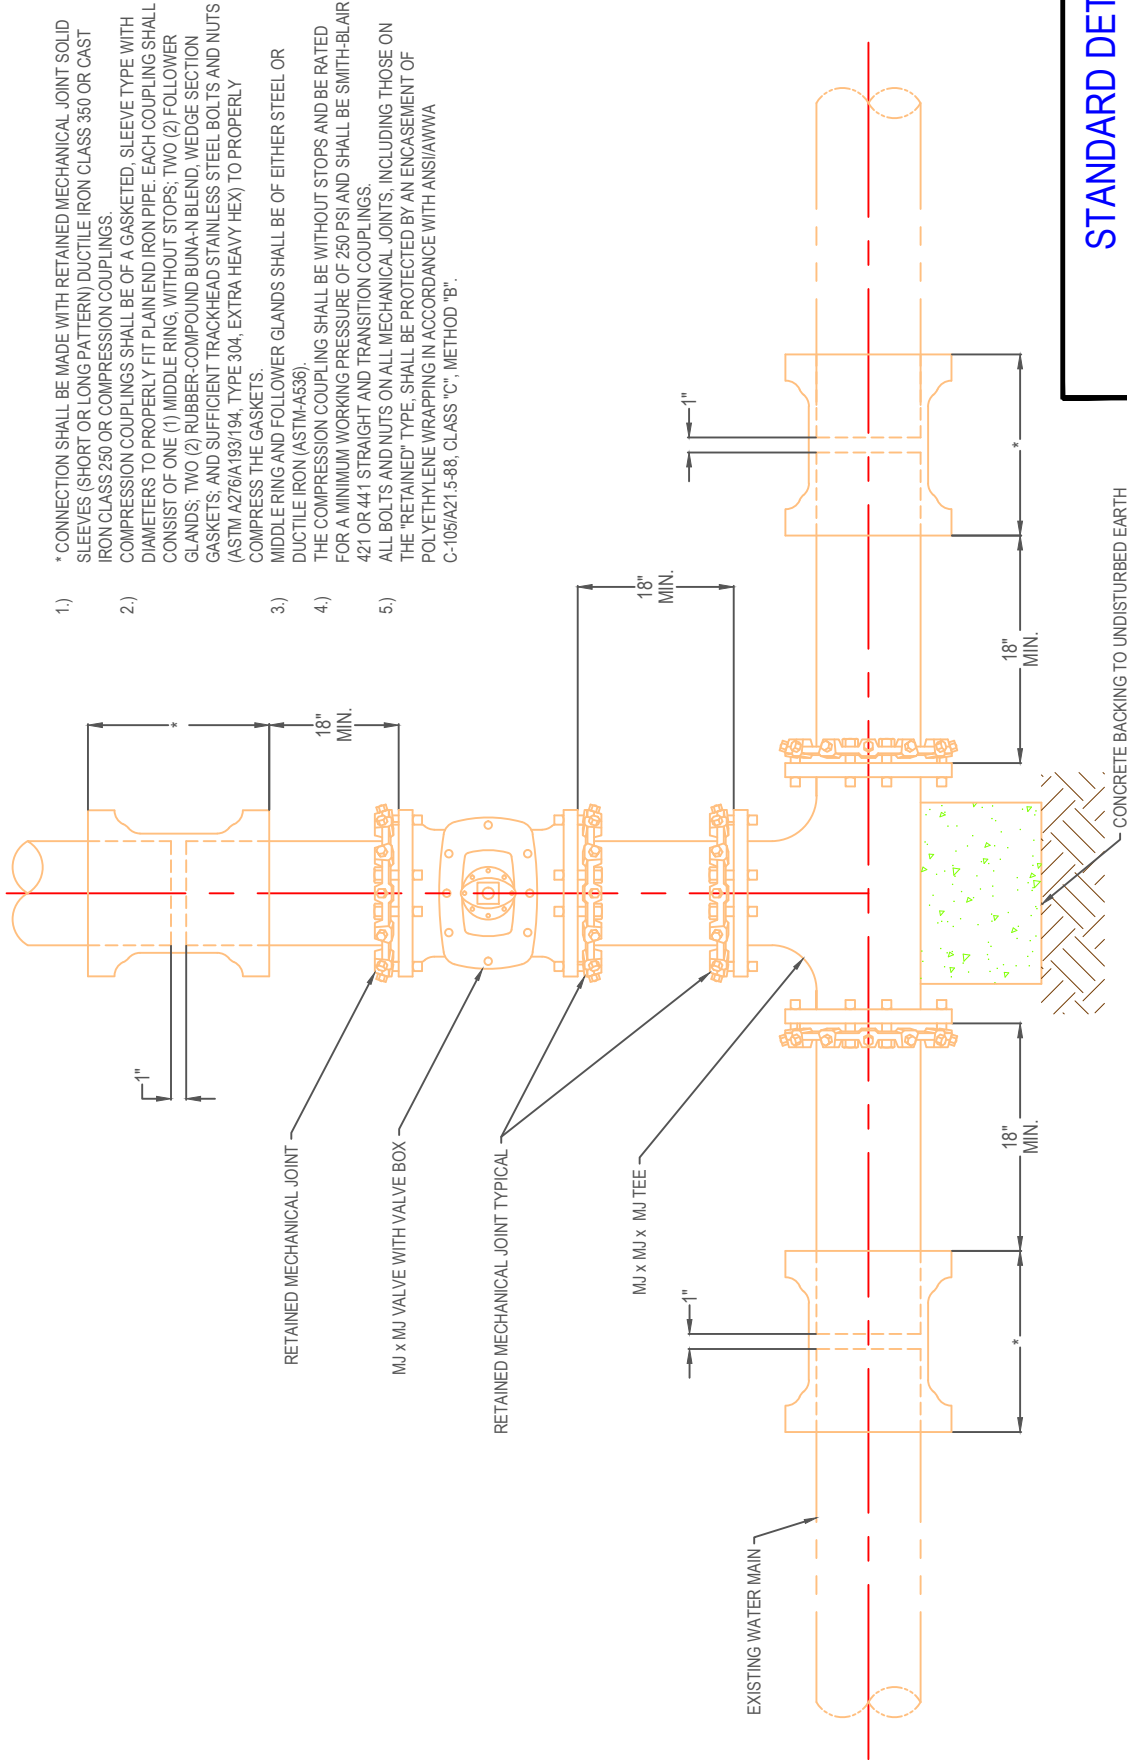 1.) * CONNECTION SHALL BE MADE WITH RETAINED MECHANICAL JOINT SOLID
SLEEVES (SHORT OR LONG PATTERN) DUCTILE IRON CLASS 350 OR CAST
IRON CLASS 250 OR COMPRESSION COUPLINGS.
2.) COMPRESSION COUPLINGS SHALL BE OF A GASKETED, SLEEVE TYPE WITH
DIAMETERS TO PROPERLY FIT PLAIN END IRON PIPE. EACH COUPLING SHALL
CONSIST OF ONE (1) MIDDLE RING, WITHOUT STOPS; TWO (2) FOLLOWER
GLANDS; TWO (2) RUBBER-COMPOUND BUNA-N BLEND, WEDGE SECTION
GASKETS; AND SUFFICIENT TRACKHEAD STAINLESS STEEL BOLTS AND NUTS
(ASTM A276/A193/194, TYPE 304, EXTRA HEAVY HEX) TO PROPERLY
COMPRESS THE GASKETS.
3.) MIDDLE RING AND FOLLOWER GLANDS SHALL BE OF EITHER STEEL OR
DUCTILE IRON (ASTM-A536).
4.) THE COMPRESSION COUPLING SHALL BE WITHOUT STOPS AND BE RATED
FOR A MINIMUM WORKING PRESSURE OF 250 PSI AND SHALL BE SMITH-BLAIR
421 OR 441 STRAIGHT AND TRANSITION COUPLINGS.
5.) ALL BOLTS AND NUTS ON ALL MECHANICAL JOINTS, INCLUDING THOSE ON
THE "RETAINED" TYPE, SHALL BE PROTECTED BY AN ENCASEMENT OF
POLYETHYLENE WRAPPING IN ACCORDANCE WITH ANSI/AWWA
C-105/A21.5-88, CLASS "C", METHOD "B".
1"
*
18"
MIN.
RETAINED MECHANICAL JOINT
MJ x MJ VALVE WITH VALVE BOX
RETAINED MECHANICAL JOINT TYPICAL
18"
MIN.
MJ x MJ x MJ TEE
1"
1"
EXISTING WATER MAIN
*
18"
MIN.
18"
MIN.
*
CONCRETE BACKING TO UNDISTURBED EARTH
STANDARD DET